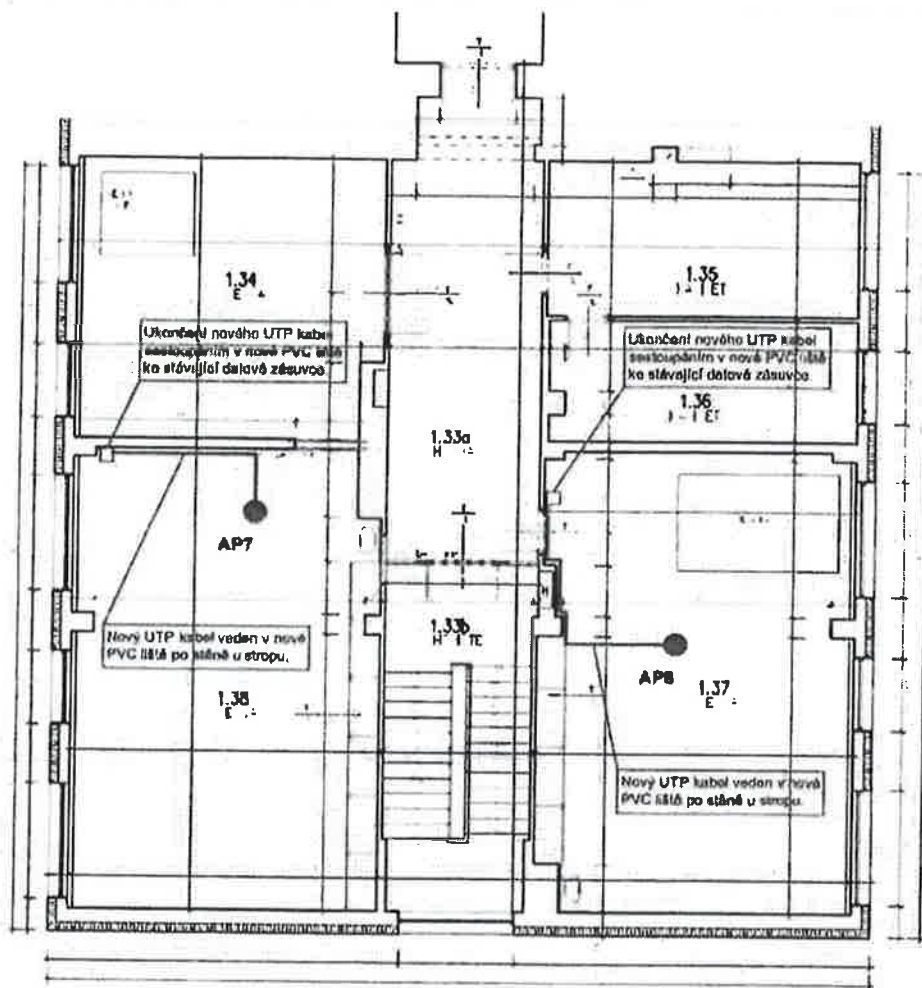 1.34
1.35
Ukončení nového UTP kabel
sestoupáním v nové PVC liště
ke stávající datové zásuvce.
Ukončení nového UTP kabel
sestoupáním v nové PVC liště
ke stávající datové zásuvce.
1.36
1.33a
AP7
1.33b
Nový UTP kabel veden v nové
PVC liště po stěně u stropu.
AP8
1.37
1.38
Nový UTP kabel veden v nové
PVC liště po stěně u stropu.